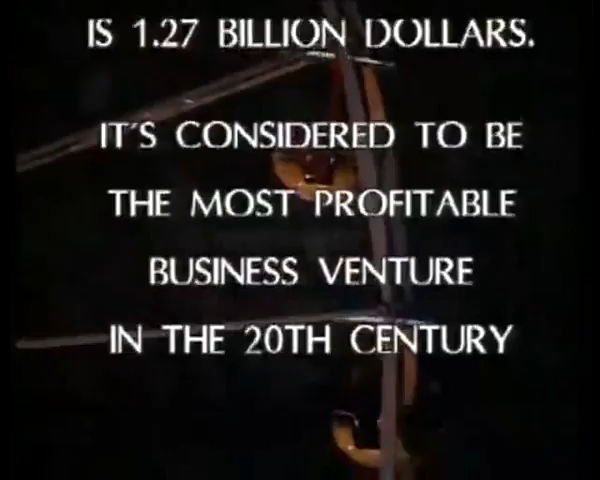 IS 1.27 BILLION DOLLARS.
IT'S CONSIDERED TO BE
THE MOST PROFITABLE
BUSINESS VENTURE
IN THE 20TH CENTURY